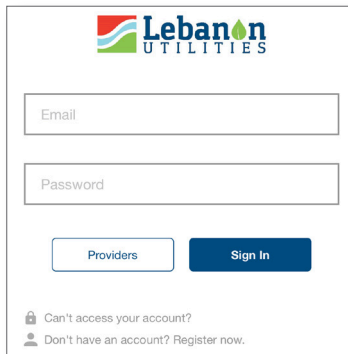 Lebanon
UTILITIES
Email
Password
Providers
Sign In
Can't access your account?
Don't have an account? Register now.